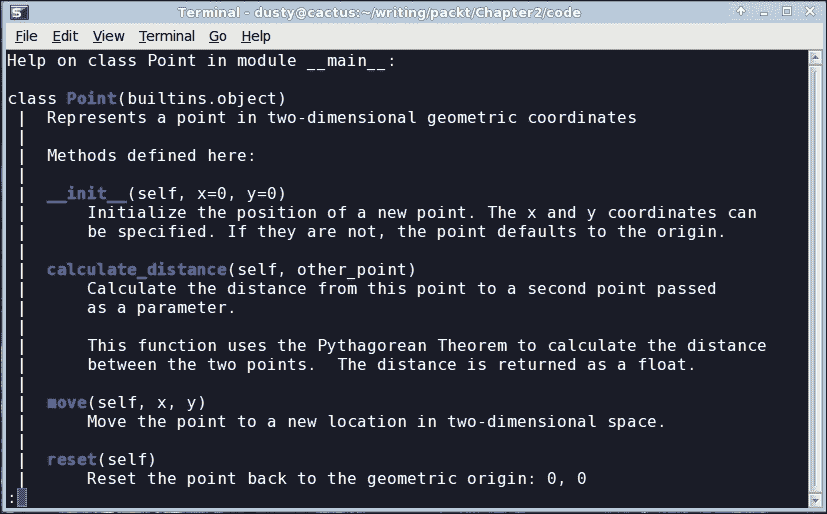 Terminal - dusty@cactus:~/writing/packt/Chapter2/code
File Edit View Terminal Go Help
Help on class Point in module __main__:

class Point(builtins.object)
 |  Represents a point in two-dimensional geometric coordinates
 |
 |  Methods defined here:
 |
 |  __init__(self, x=0, y=0)
 |      Initialize the position of a new point. The x and y coordinates can
 |      be specified. If they are not, the point defaults to the origin.
 |
 |  calculate_distance(self, other_point)
 |      Calculate the distance from this point to a second point passed
 |      as a parameter.
 |
 |      This function uses the Pythagorean Theorem to calculate the distance
 |      between the two points.  The distance is returned as a float.
 |
 |  move(self, x, y)
 |      Move the point to a new location in two-dimensional space.
 |
 |  reset(self)
 |      Reset the point back to the geometric origin: 0, 0
: